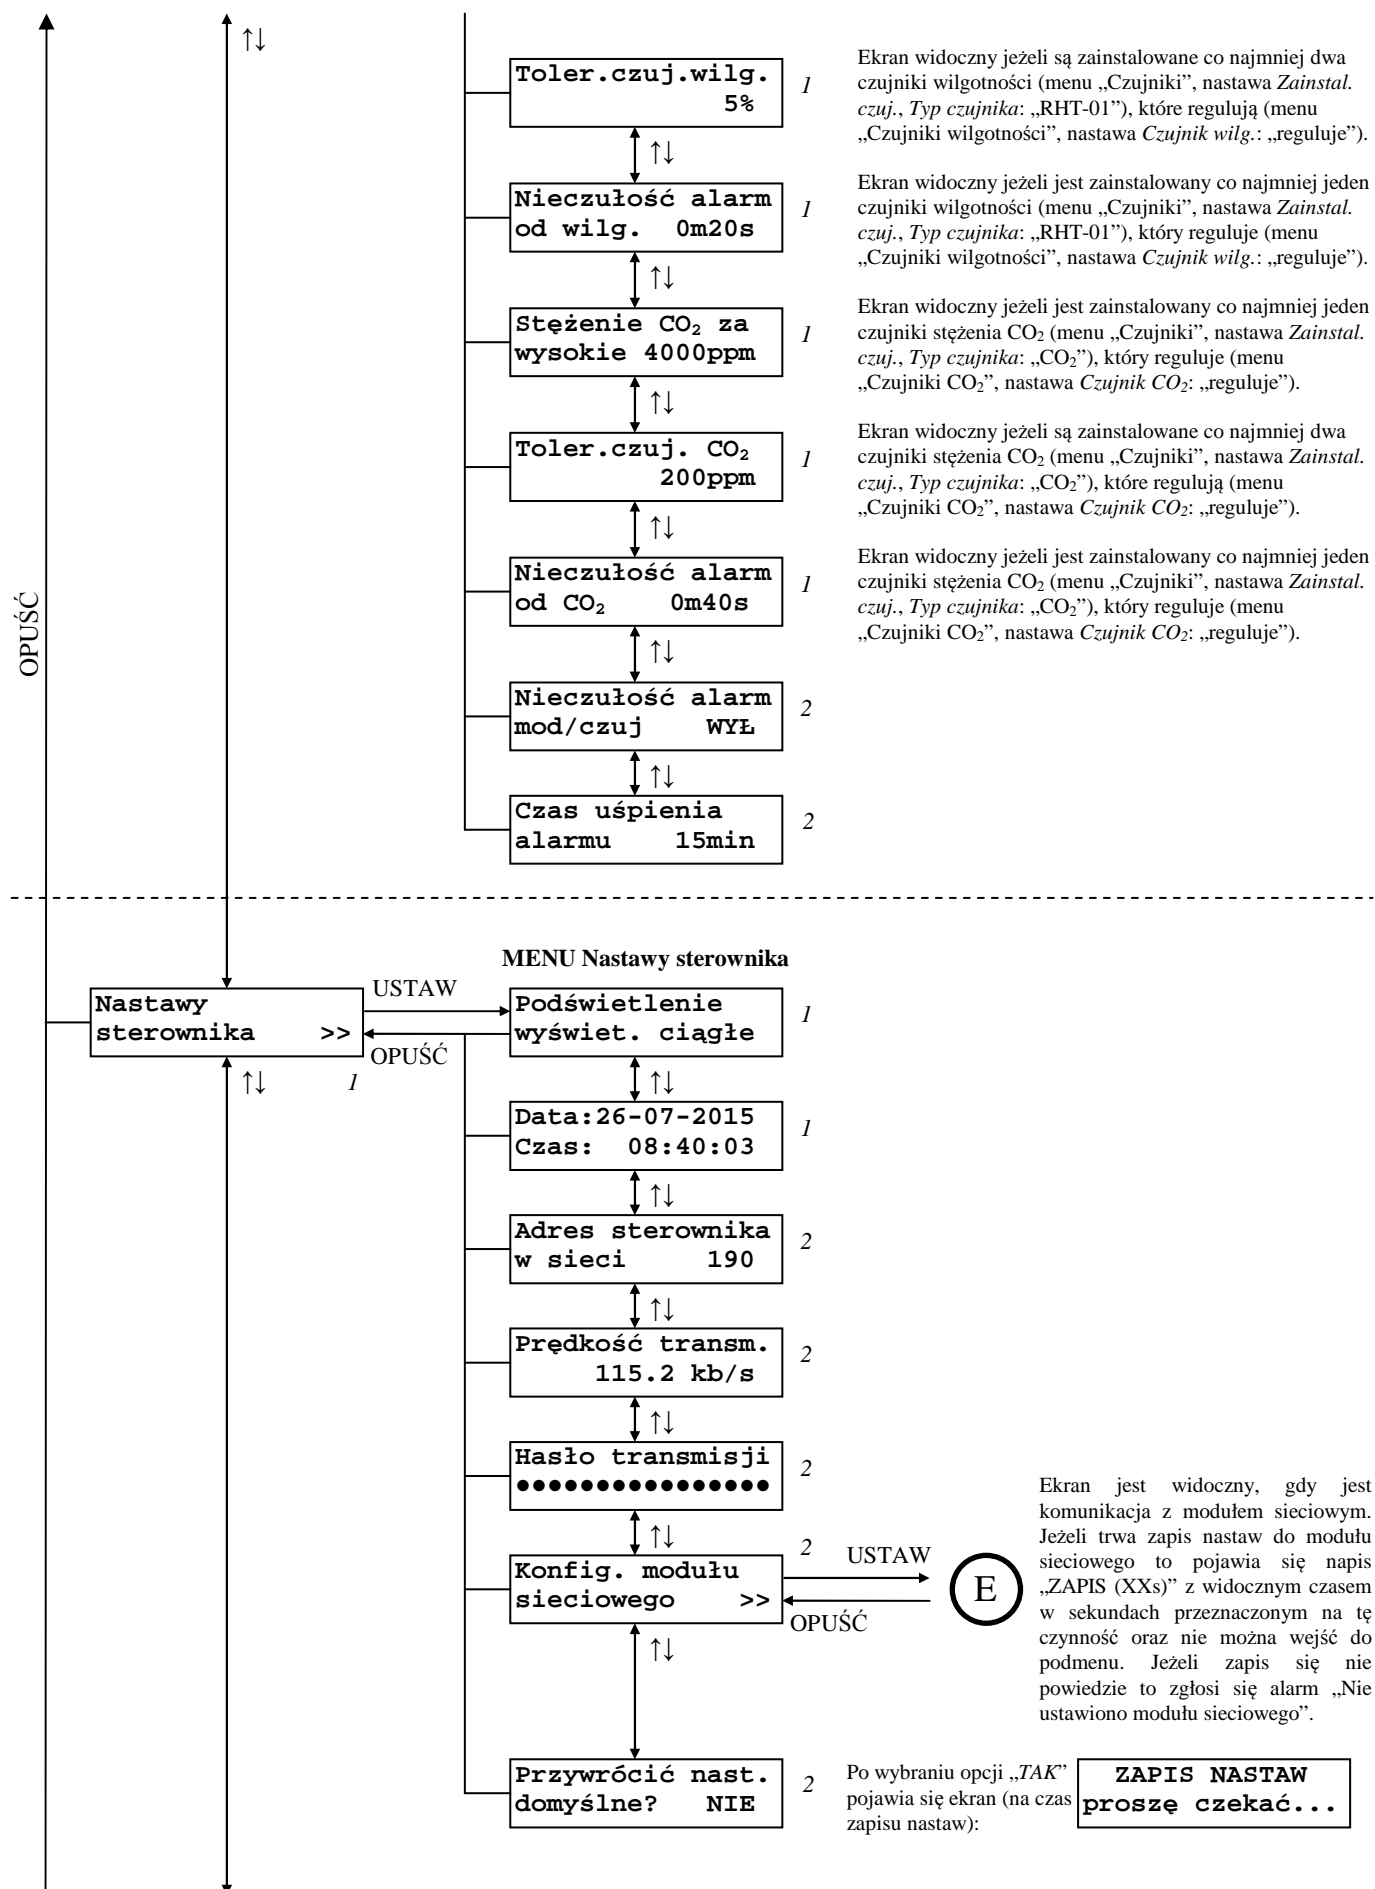 ↑↓
Toler.czuj.wilg.
5%
1
Ekran widoczny jeżeli są zainstalowane co najmniej dwa
czujniki wilgotności (menu „Czujniki”, nastawa Zainstal.
czuj., Typ czujnika: „RHT-01”), które regulują (menu
„Czujniki wilgotności”, nastawa Czujnik wilg.: „reguluje”).
↑↓
Nieczułość alarm
od wilg. 0m20s
1
Ekran widoczny jeżeli jest zainstalowany co najmniej jeden
czujniki wilgotności (menu „Czujniki”, nastawa Zainstal.
czuj., Typ czujnika: „RHT-01”), który reguluje (menu
„Czujniki wilgotności”, nastawa Czujnik wilg.: „reguluje”).
↑↓
Stężenie CO₂ za
wysokie 4000ppm
1
Ekran widoczny jeżeli jest zainstalowany co najmniej jeden
czujniki stężenia CO₂ (menu „Czujniki”, nastawa Zainstal.
czuj., Typ czujnika: „CO₂”), który reguluje (menu
„Czujniki CO₂”, nastawa Czujnik CO₂: „reguluje”).
↑↓
Toler.czuj. CO₂
200ppm
1
Ekran widoczny jeżeli są zainstalowane co najmniej dwa
czujniki stężenia CO₂ (menu „Czujniki”, nastawa Zainstal.
czuj., Typ czujnika: „CO₂”), które regulują (menu
„Czujniki CO₂”, nastawa Czujnik CO₂: „reguluje”).
↑↓
Nieczułość alarm
od CO₂ 0m40s
1
Ekran widoczny jeżeli jest zainstalowany co najmniej jeden
czujniki stężenia CO₂ (menu „Czujniki”, nastawa Zainstal.
czuj., Typ czujnika: „CO₂”), który reguluje (menu
„Czujniki CO₂”, nastawa Czujnik CO₂: „reguluje”).
OPUŚĆ
↑↓
Nieczułość alarm
mod/czuj WYŁ
2
↑↓
Czas uśpienia
alarmu 15min
2
MENU Nastawy sterownika
Nastawy
sterownika >>
1
↑↓
USTAW
OPUŚĆ
Podświetlenie
wyświet. ciągłe
1
↑↓
Data:26-07-2015
Czas: 08:40:03
1
↑↓
Adres sterownika
w sieci 190
2
↑↓
Prędkość transm.
115.2 kb/s
2
↑↓
Hasło transmisji
●●●●●●●●●●●●●●●●
2
↑↓
Konfig. modułu
sieciowego >>
2
USTAW
OPUŚĆ
E
Ekran jest widoczny, gdy jest
komunikacja z modułem sieciowym.
Jeżeli trwa zapis nastaw do modułu
sieciowego to pojawia się napis
„ZAPIS (XXs)” z widocznym czasem
w sekundach przeznaczonym na tę
czynność oraz nie można wejść do
podmenu. Jeżeli zapis się nie
powiedzie to zgłosi się alarm „Nie
ustawiono modułu sieciowego”.
↑↓
Przywrócić nast.
domyślne? NIE
2
Po wybraniu opcji „TAK”
pojawia się ekran (na czas
zapisu nastaw):
ZAPIS NASTAW
proszę czekać...